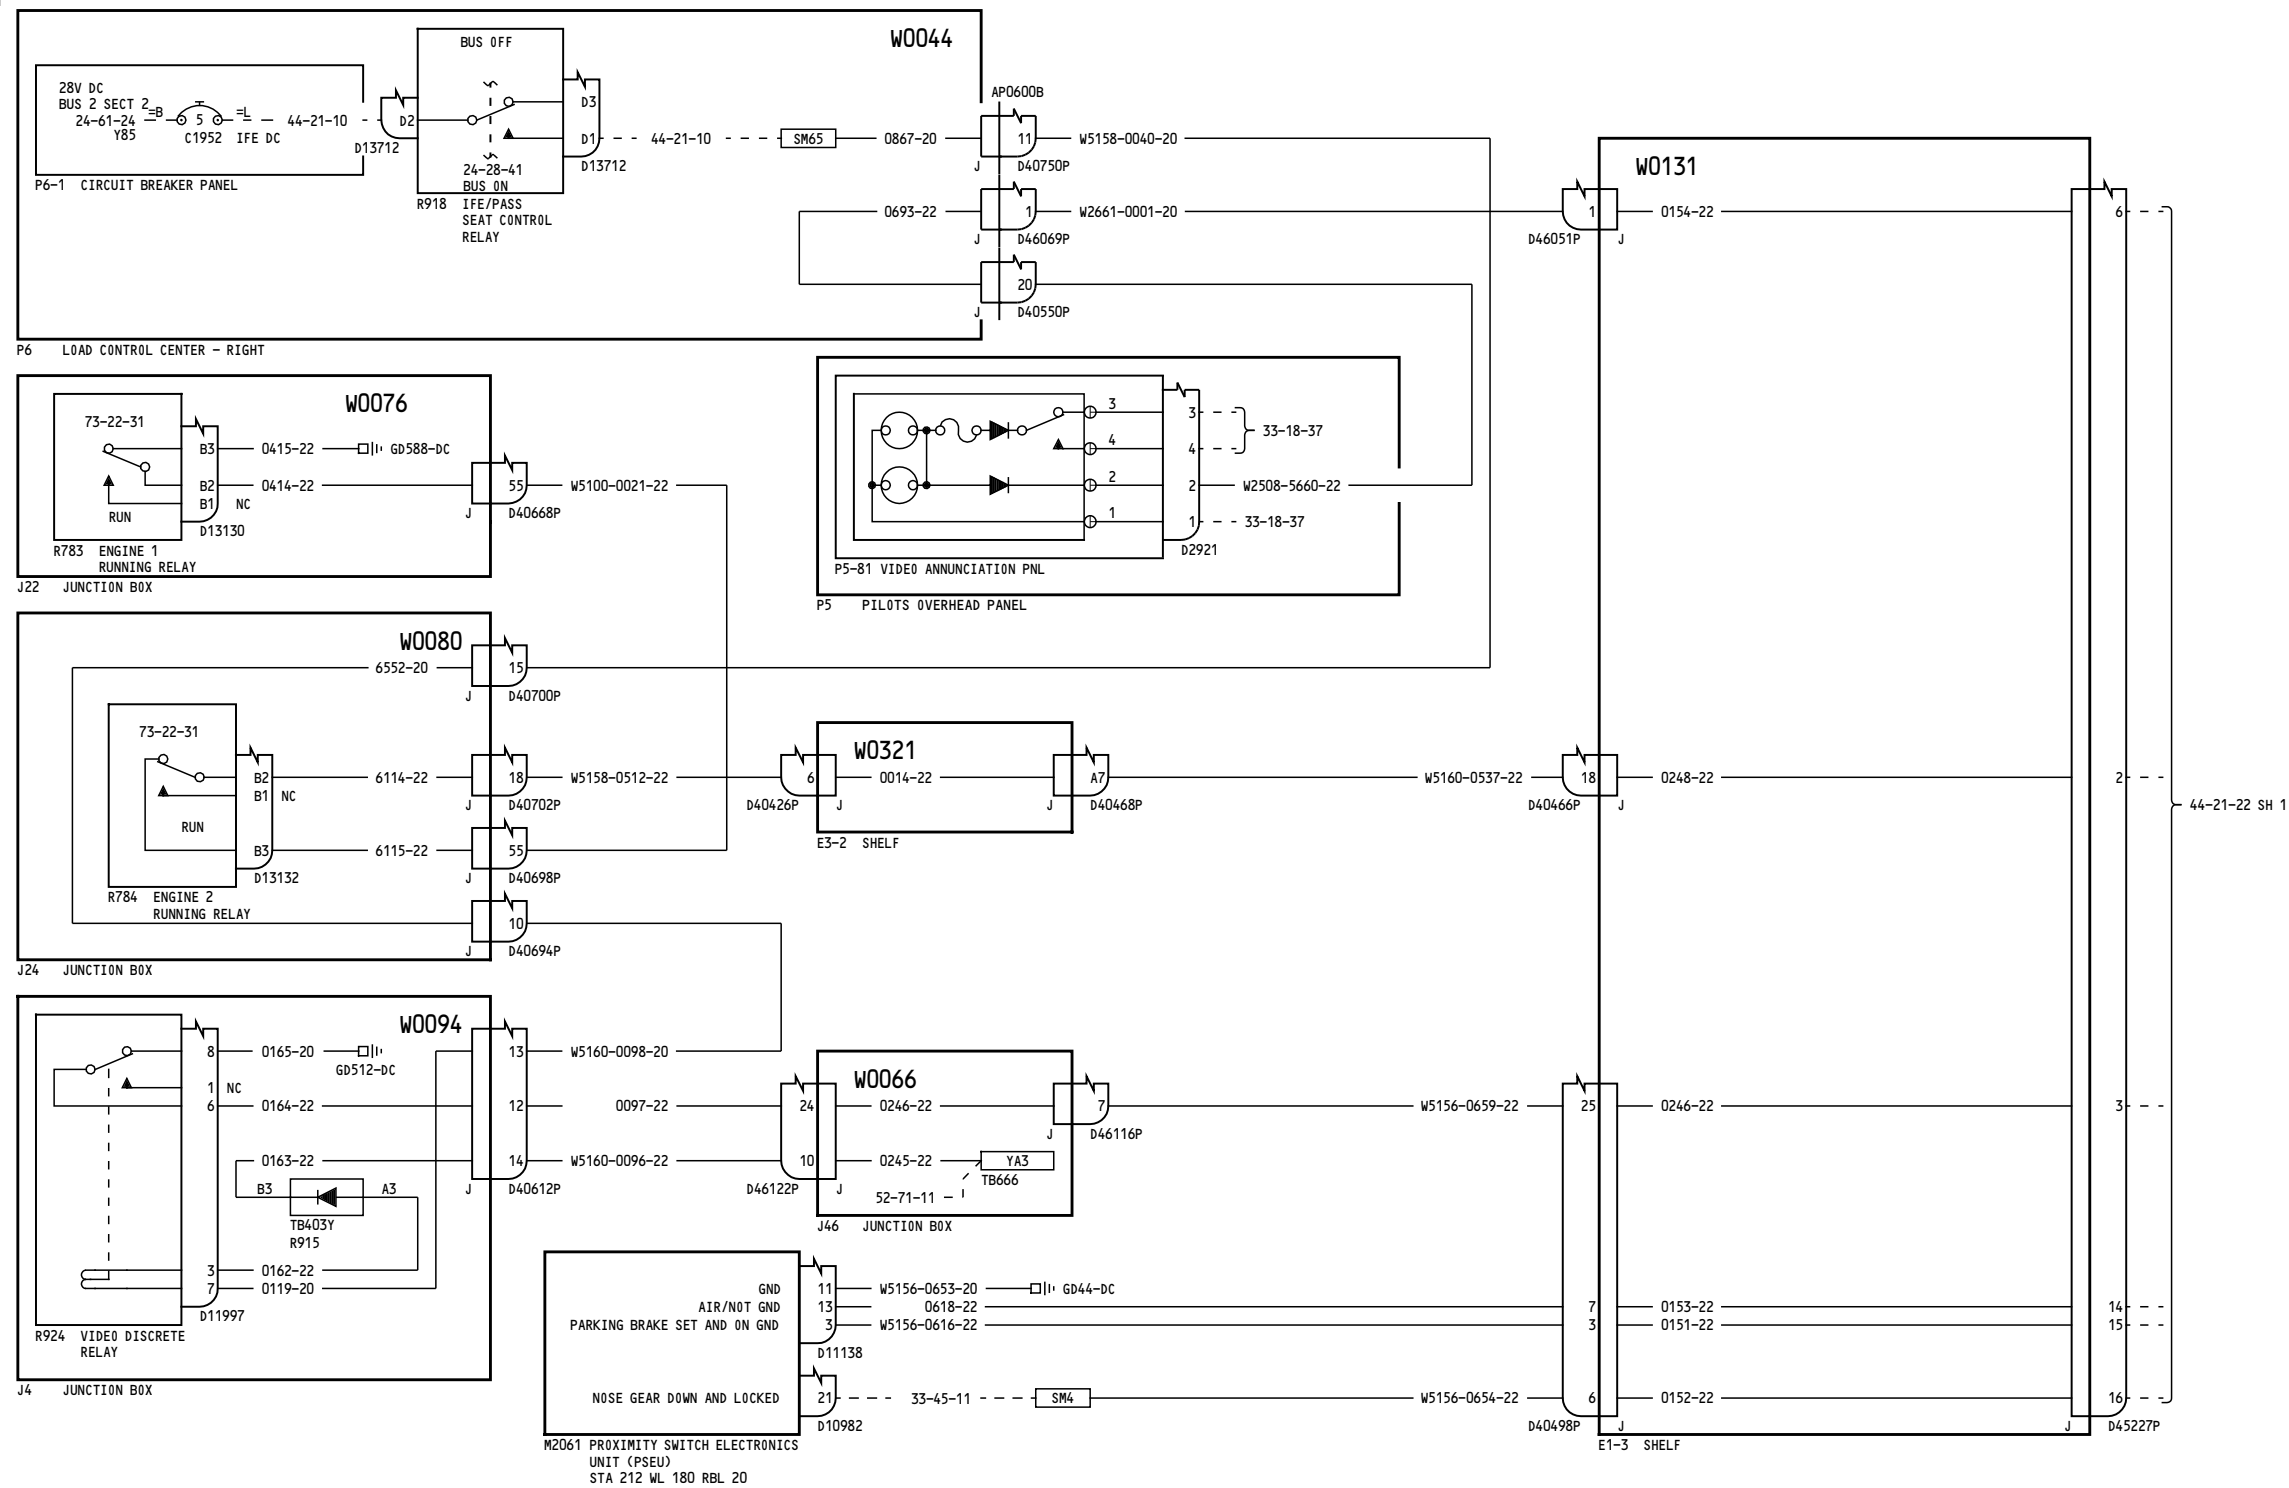 W0044
BUS OFF
28V DC
BUS 2 SECT 2
24-61-24
Y85
=B
5
=L
C1952 IFE DC
44-21-10
D2
D13712
P6-1 CIRCUIT BREAKER PANEL
24-28-41
BUS ON
R918 IFE/PASS
SEAT CONTROL
RELAY
D3
D1
D13712
44-21-10
SM65
0867-20
AP0600B
11
J
D40750P
W5158-0040-20
0693-22
1
J
D46069P
W2661-0001-20
20
J
D40550P
P6 LOAD CONTROL CENTER - RIGHT
W0076
73-22-31
RUN
B3
B2
B1
NC
D13130
0415-22
GD588-DC
0414-22
55
J
D40668P
W5100-0021-22
R783 ENGINE 1
RUNNING RELAY
J22 JUNCTION BOX
3
4
2
1
3
4
2
1
33-18-37
W2508-5660-22
33-18-37
D2921
P5-81 VIDEO ANNUNCIATION PNL
P5 PILOTS OVERHEAD PANEL
W0080
6552-20
15
J
D40700P
73-22-31
RUN
B2
B1
NC
B3
D13132
6114-22
18
J
D40702P
W5158-0512-22
6115-22
55
J
D40698P
R784 ENGINE 2
RUNNING RELAY
10
J
D40694P
J24 JUNCTION BOX
W0321
6
D40426P
J
0014-22
A7
J
D40468P
W5160-0537-22
E3-2 SHELF
W0094
8
0165-20
GD512-DC
1
NC
6
0164-22
0163-22
B3
A3
TB403Y
R915
3
0162-22
7
0119-20
D11997
R924 VIDEO DISCRETE
RELAY
J4 JUNCTION BOX
13
12
14
J
D40612P
W5160-0098-20
0097-22
W5160-0096-22
W0066
24
10
D46122P
J
0246-22
0245-22
YA3
TB666
52-71-11
7
J
D46116P
W5156-0659-22
J46 JUNCTION BOX
GND
AIR/NOT GND
PARKING BRAKE SET AND ON GND
11
13
3
D11138
W5156-0653-20
GD44-DC
0618-22
W5156-0616-22
NOSE GEAR DOWN AND LOCKED
21
D10982
33-45-11
SM4
W5156-0654-22
M2061 PROXIMITY SWITCH ELECTRONICS
UNIT (PSEU)
STA 212 WL 180 RBL 20
W0131
1
D46051P
J
0154-22
6
18
D40466P
J
0248-22
2
44-21-22 SH 1
25
0246-22
3
7
0153-22
14
3
0151-22
15
6
0152-22
16
D40498P
J
J
D45227P
E1-3 SHELF